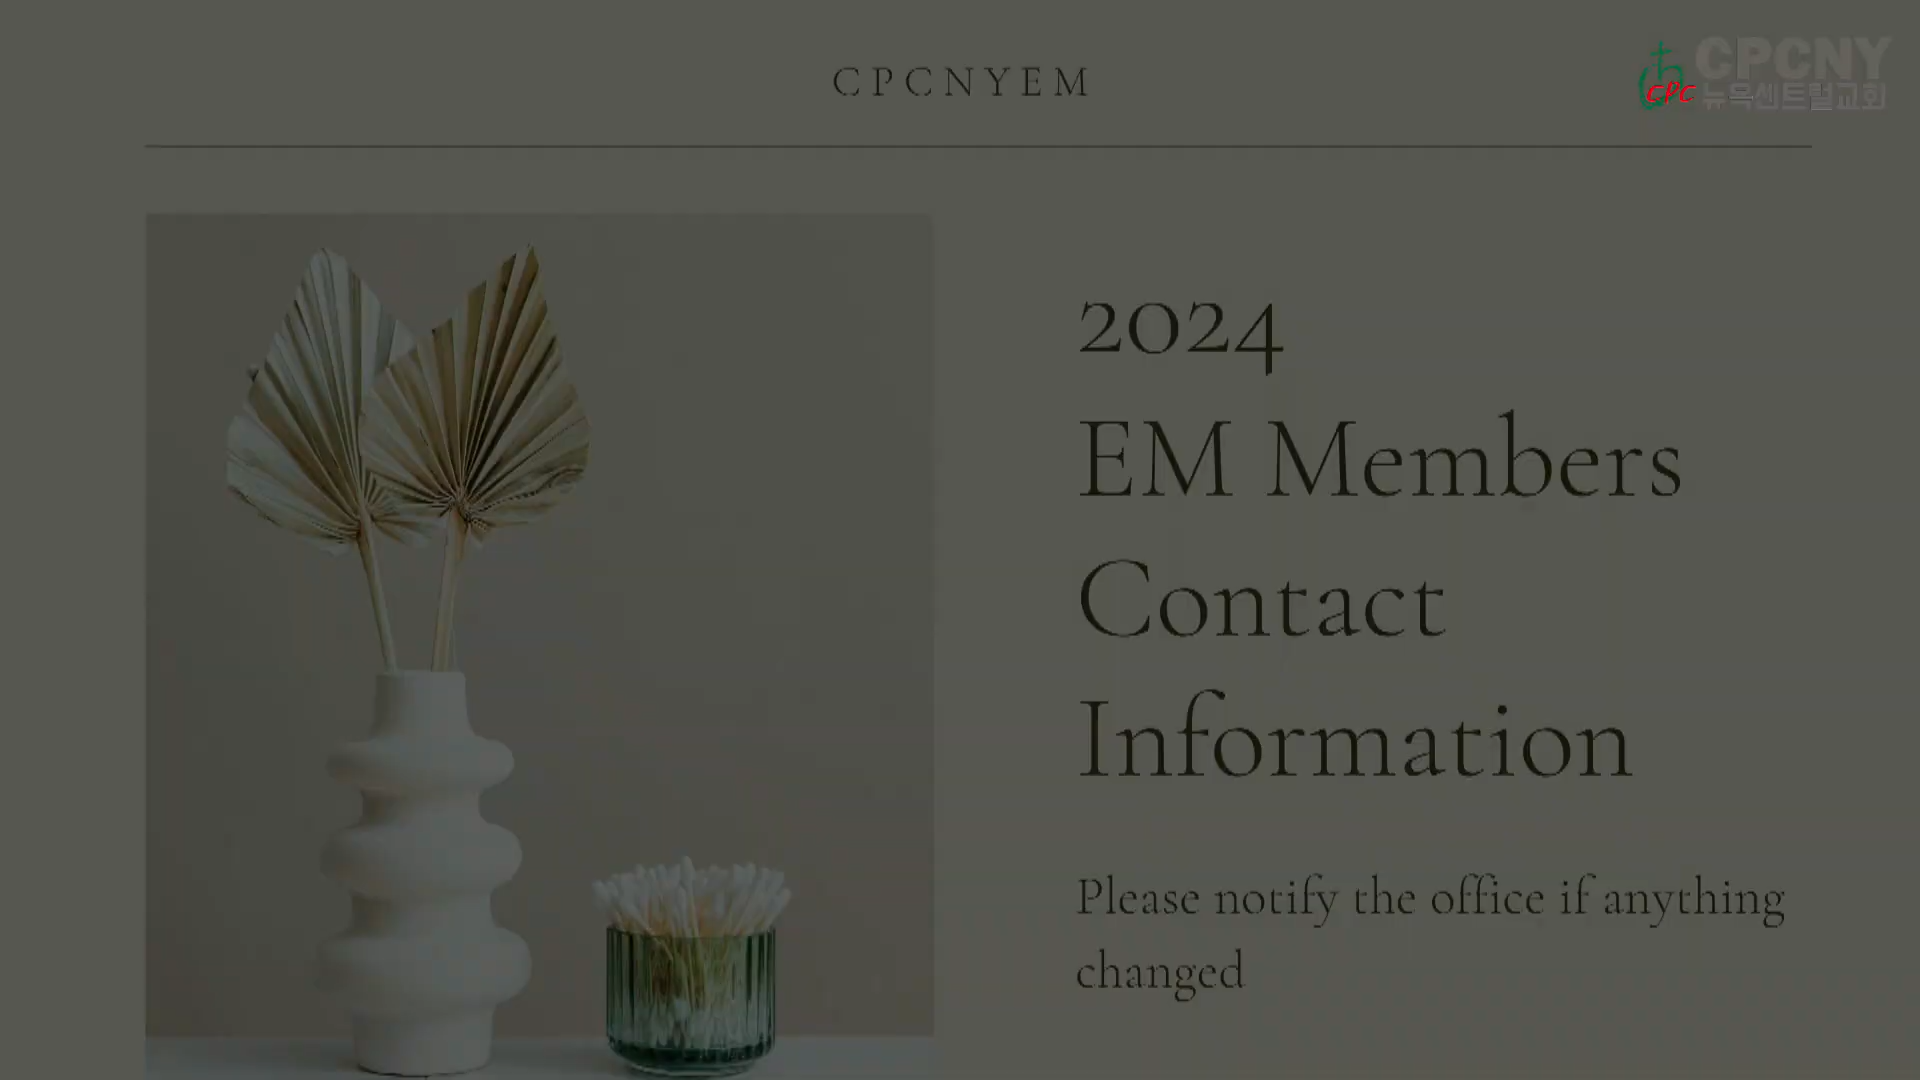 CPCNYEM
CPC
CPCNY
뉴욕센트럴교회
2024
EM Members
Contact
Information
Please notify the office if anything
changed